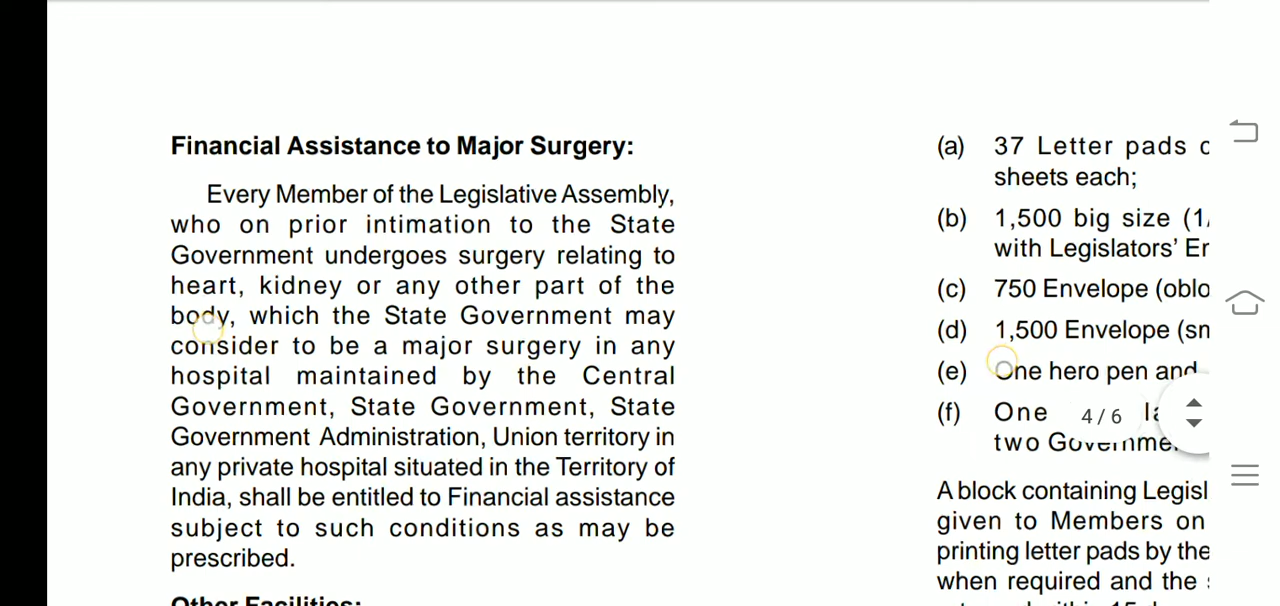 Financial Assistance to Major Surgery:
Every Member of the Legislative Assembly,
who on prior intimation to the State
Government undergoes surgery relating to
heart, kidney or any other part of the
body, which the State Government may
consider to be a major surgery in any
hospital maintained by the Central
Government, State Government, State
Government Administration, Union territory in
any private hospital situated in the Territory of
India, shall be entitled to Financial assistance
subject to such conditions as may be
prescribed.
Other Facilities:
(a) 37 Letter pads
sheets each;
(b) 1,500 big size
with Legislators'
(c) 750 Envelope
(d) 1,500 Envelope
(e) One hero pen and
(f) One
two
A block containing
given to Members on
printing letter pads by the
when required and the
4 / 6